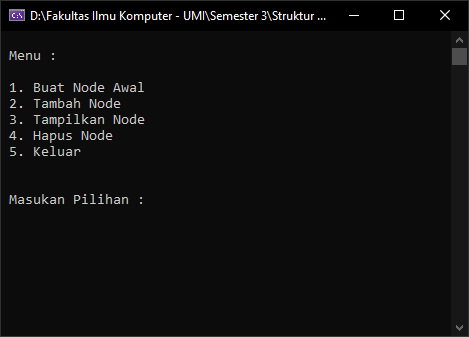 D:\Fakultas Ilmu Komputer - UMI\Semester 3\Struktur ...
Menu :
1. Buat Node Awal
2. Tambah Node
3. Tampilkan Node
4. Hapus Node
5. Keluar
Masukan Pilihan :